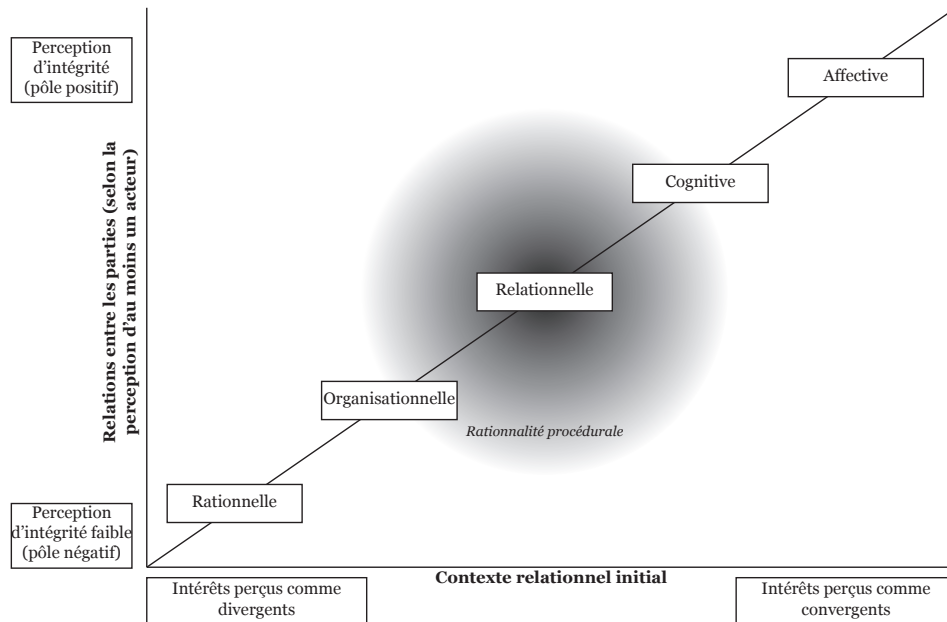 Perception
d’intégrité
(pôle positif)
Affective
Cognitive
Relations entre les parties (selon la
perception d’au moins un acteur)
Relationnelle
Organisationnelle
Rationnalité procédurale
Rationnelle
Perception
d’intégrité faible
(pôle négatif)
Contexte relationnel initial
Intérêts perçus comme
divergents
Intérêts perçus comme
convergents